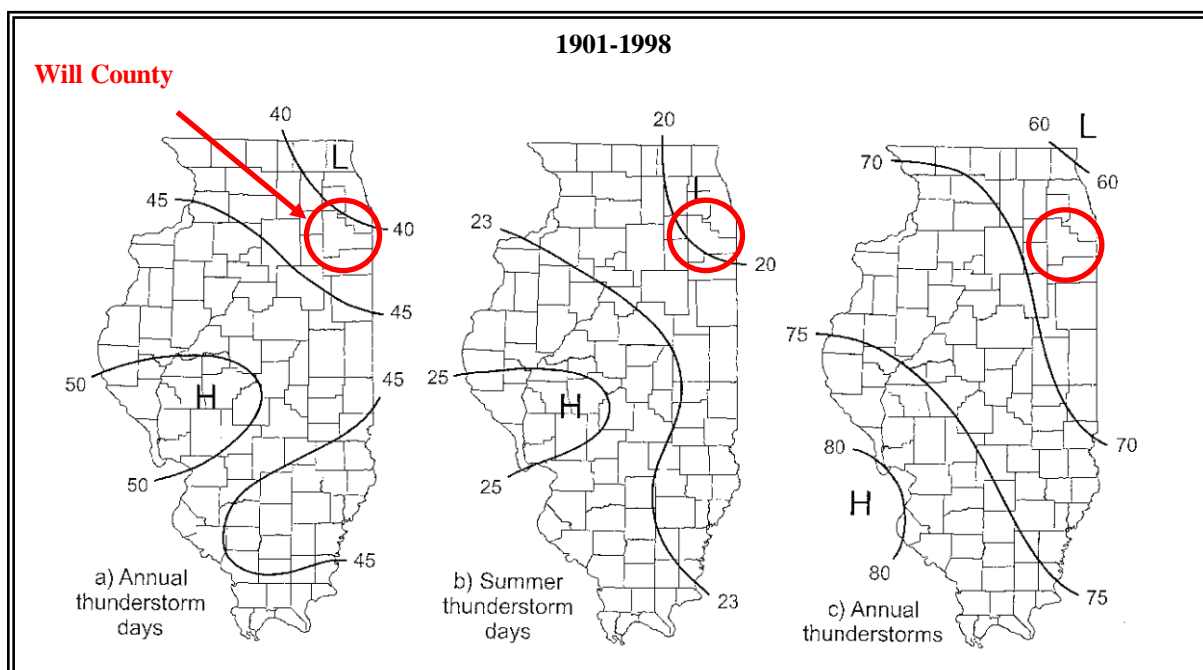 1901-1998
Will County
40
L
45
40
45
50
H
45
50
45
a) Annual
thunderstorm
days
20
L
23
20
25
H
25
23
b) Summer
thunderstorm
days
60
L
70
60
75
70
80
H
80
75
c) Annual
thunderstorms